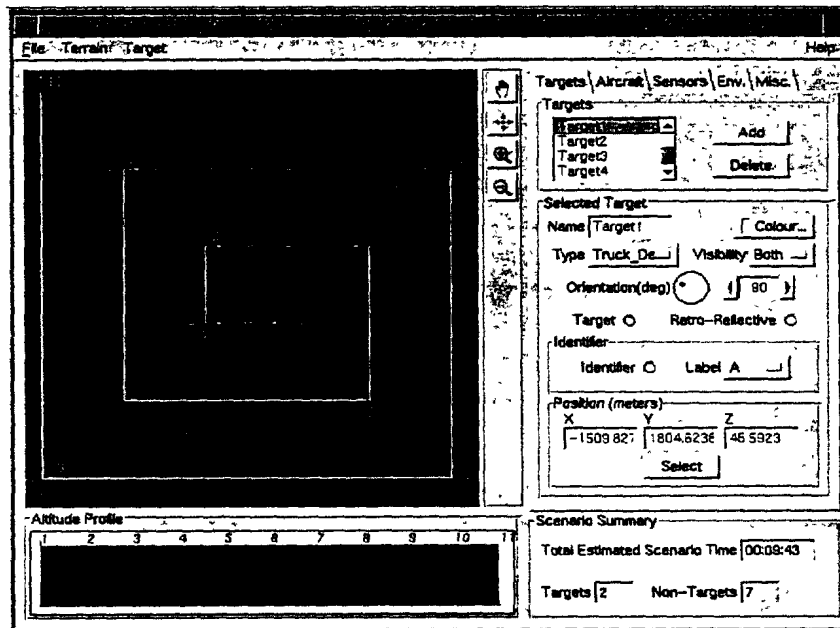 File Terrain Target Help
Targets Aircraft Sensors Env. Misc.
Targets
Target2
Target3
Target4
Add
Delete
Selected Target
Name Target1 Colour...
Type Truck_De Visibility Both
Orientation(deg) 90
Target Retro-Reflective
Identifier
Identifier Label A
Position (meters)
X Y Z
-1509.827 1804.6236 46.5923
Select
Altitude Profile
1 2 3 4 5 6 7 8 9 10 11
Scenario Summary
Total Estimated Scenario Time 00:09:43
Targets 2 Non-Targets 7